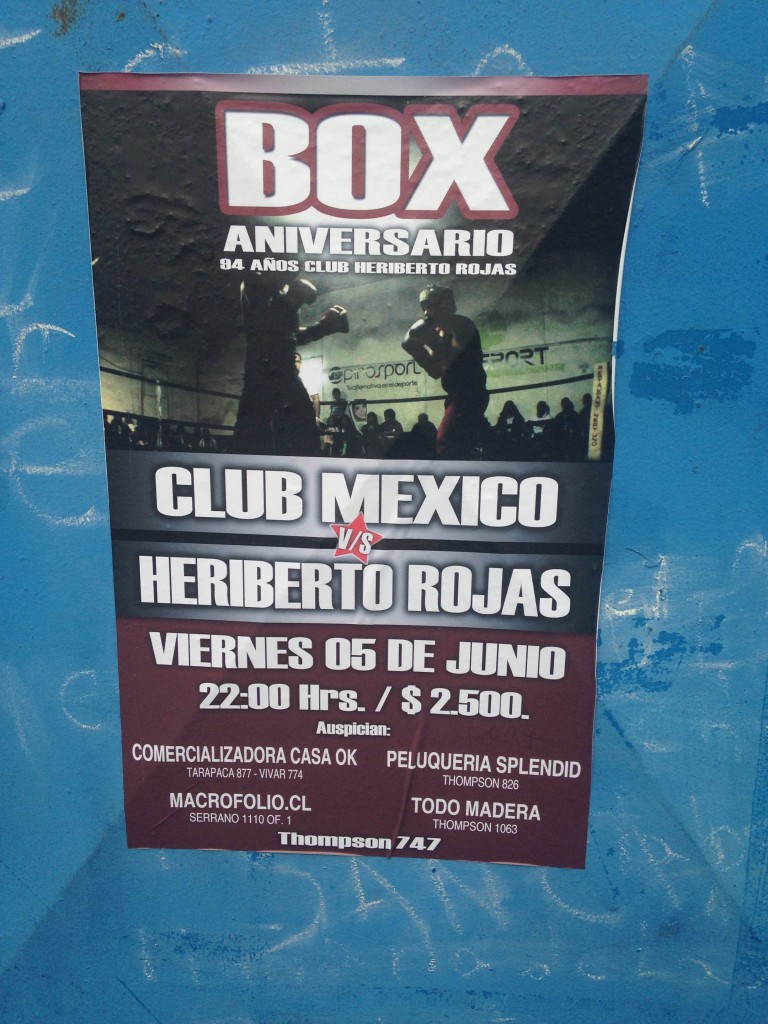 BOX
ANIVERSARIO
94 AÑOS CLUB HERIBERTO ROJAS
Spirosport
CLUB MEXICO
V/S
HERIBERTO ROJAS
VIERNES 05 DE JUNIO
22:00 Hrs. / $ 2.500.
Auspician:
COMERCIALIZADORA CASA OK
TARAPACA 877 - VIVAR 774
PELUQUERIA SPLENDID
THOMPSON 826
MACROFOLIO.CL
SERRANO 1110 OF. 1
TODO MADERA
THOMPSON 1063
Thompson 747